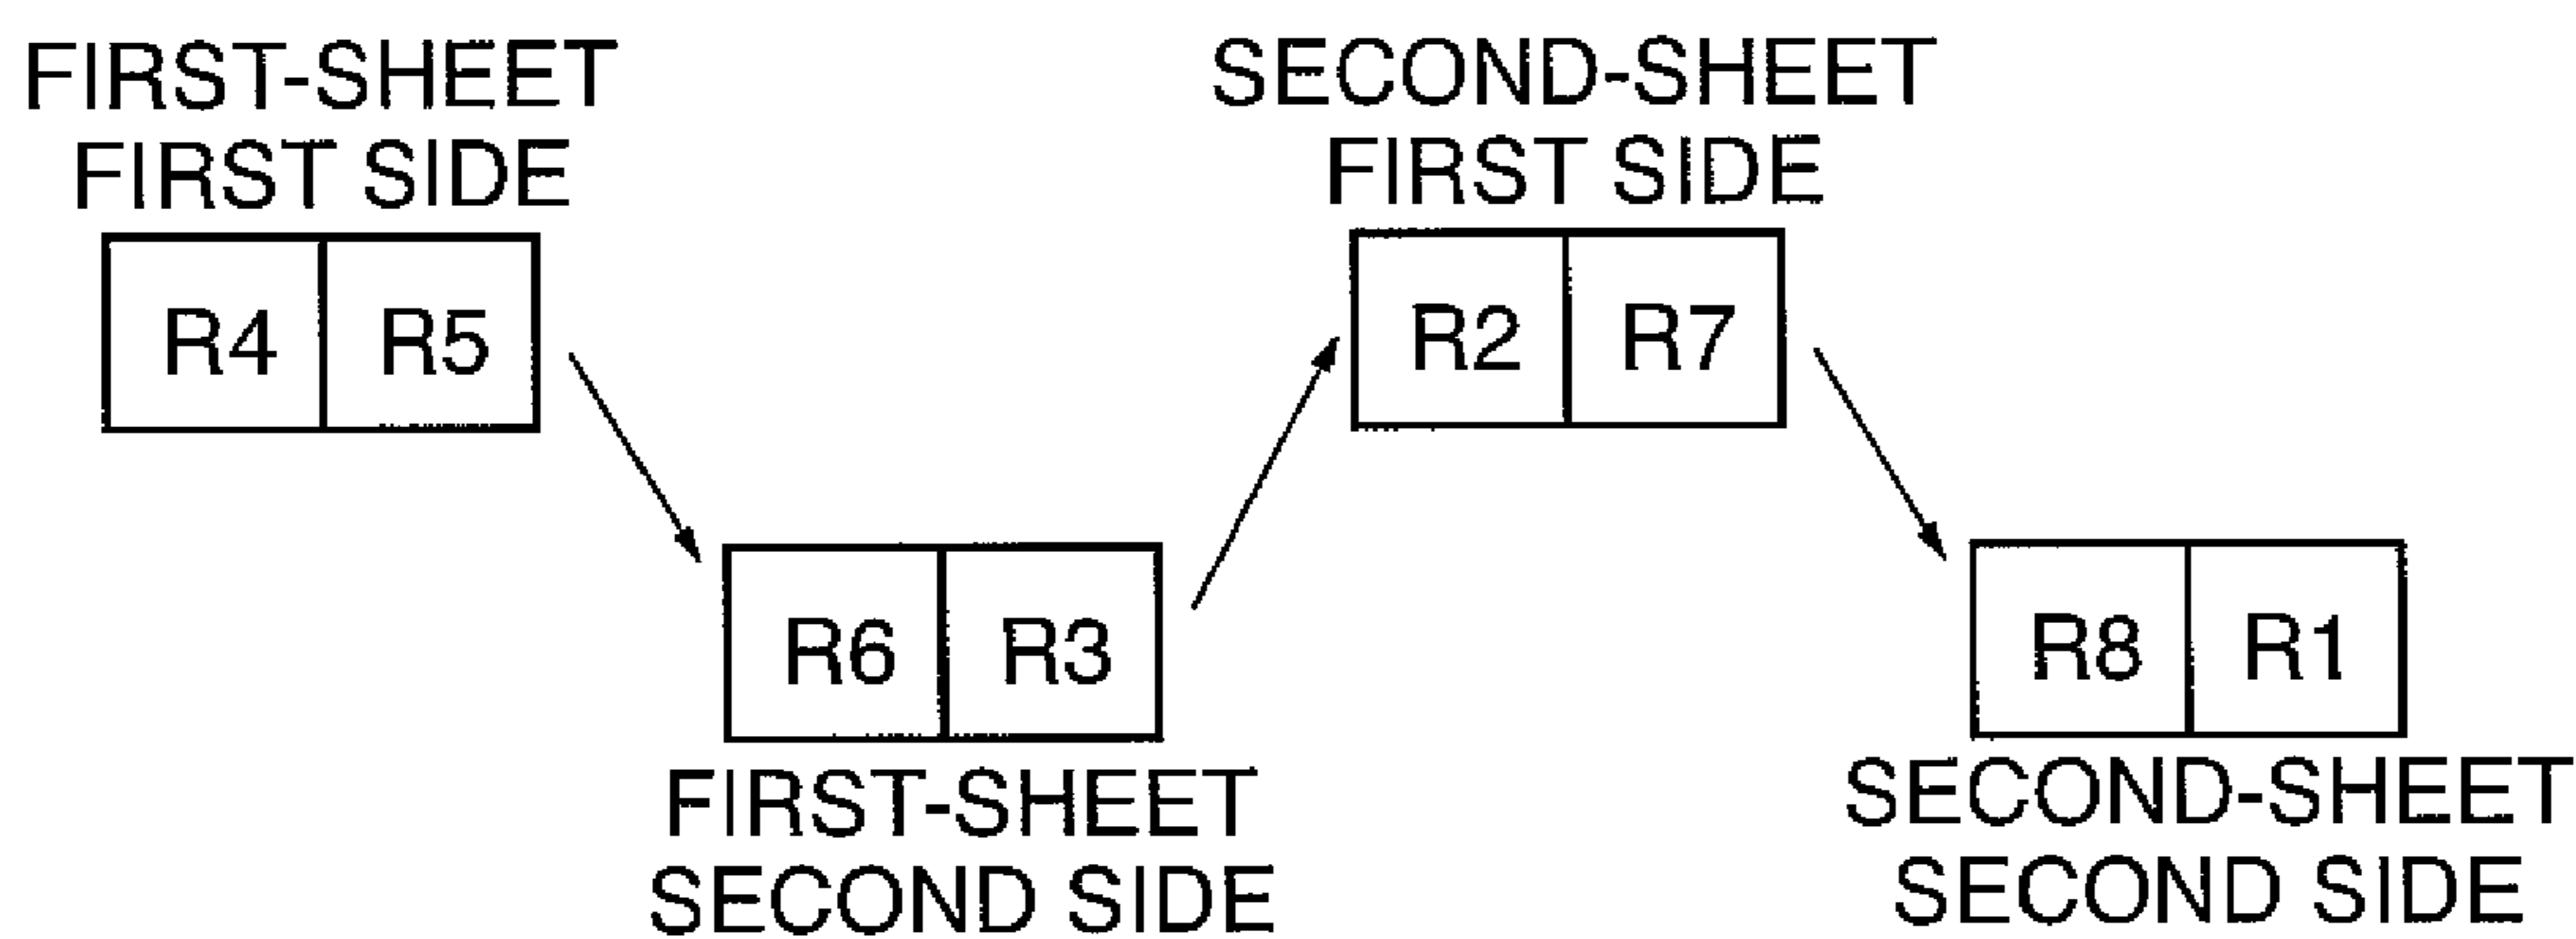 FIRST-SHEET
FIRST SIDE
R4 R5
R6 R3
FIRST-SHEET
SECOND SIDE
SECOND-SHEET
FIRST SIDE
R2 R7
R8 R1
SECOND-SHEET
SECOND SIDE